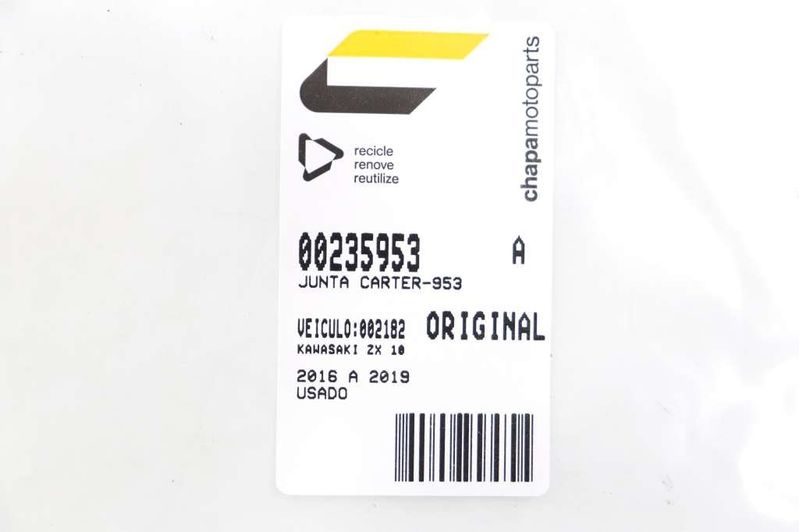 chapamotoparts
recicle
renove
reutilize
00235953 A
JUNTA CARTER-953
VEICULO:002182 ORIGINAL
KAWASAKI ZX 10
2016 A 2019
USADO